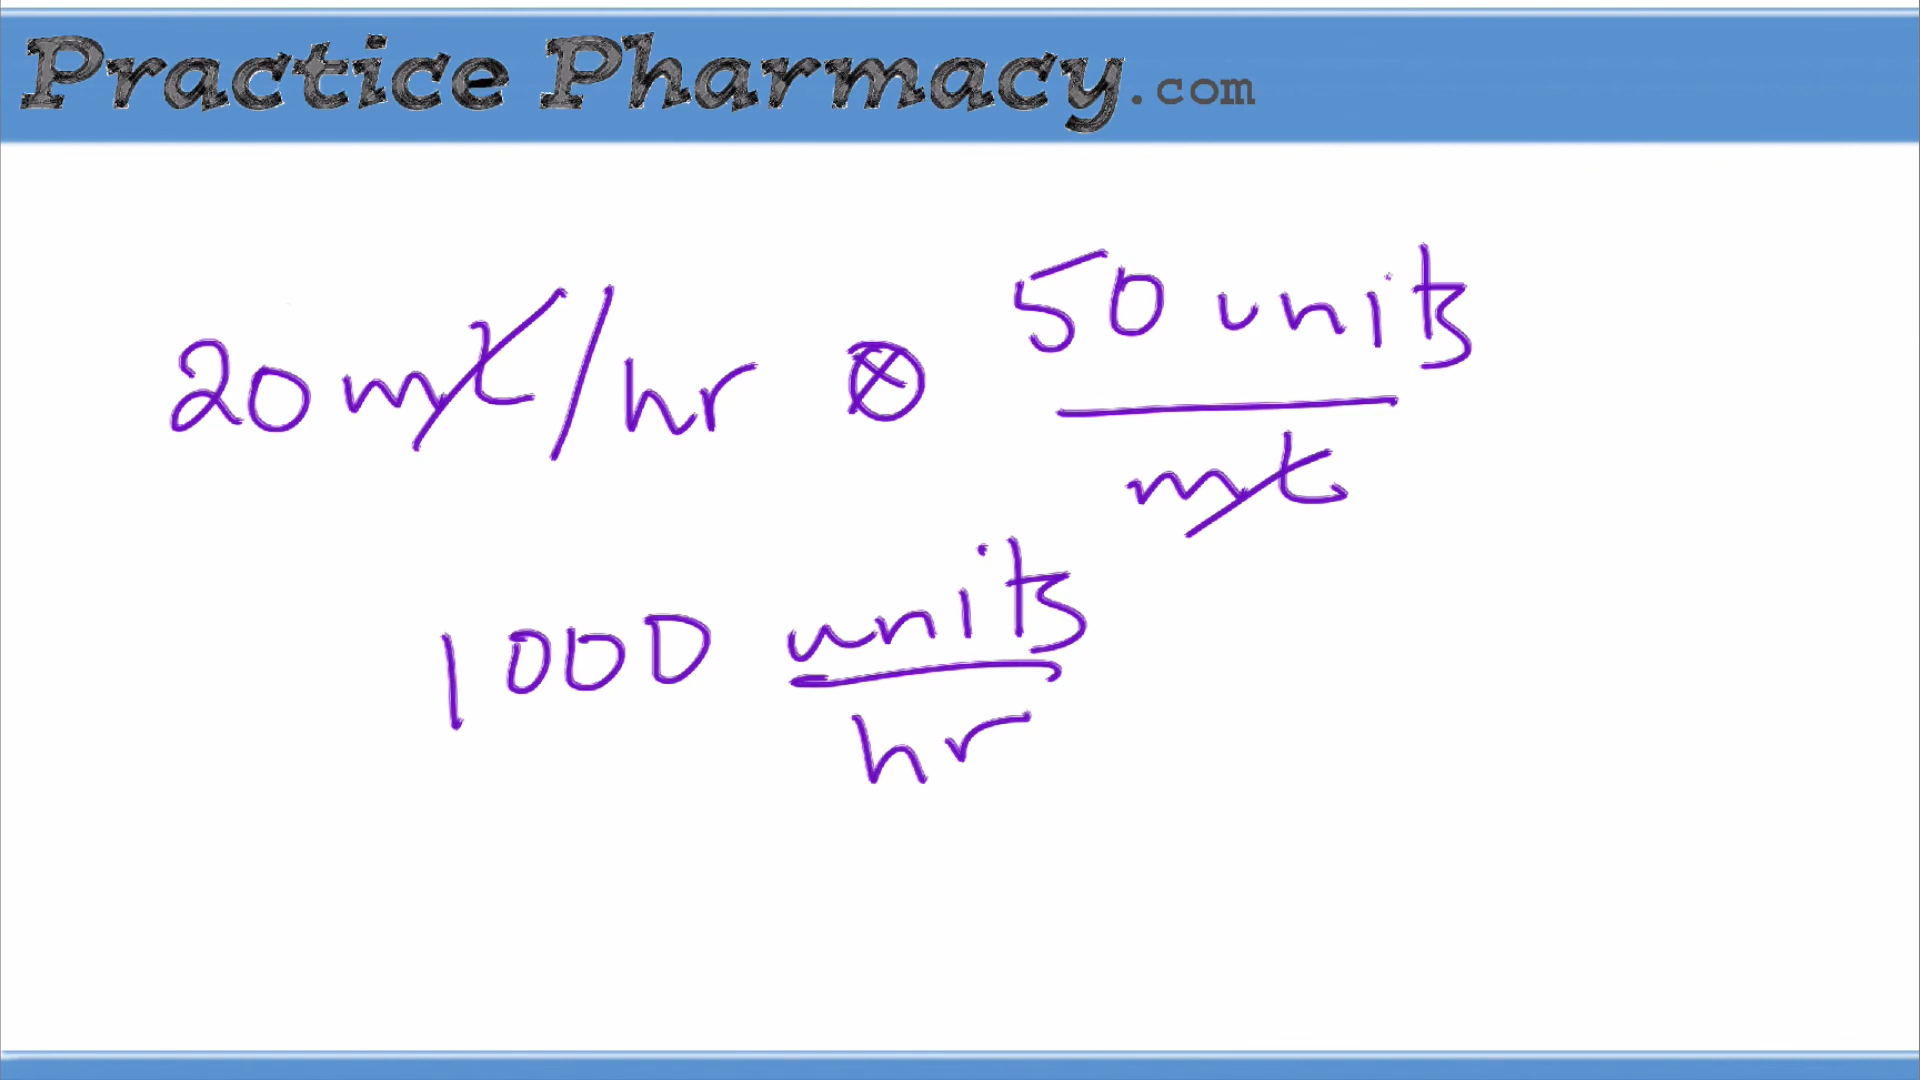 Practice Pharmacy.com
20 mL/hr ⊗ 50 units
mL
1000 units
hr